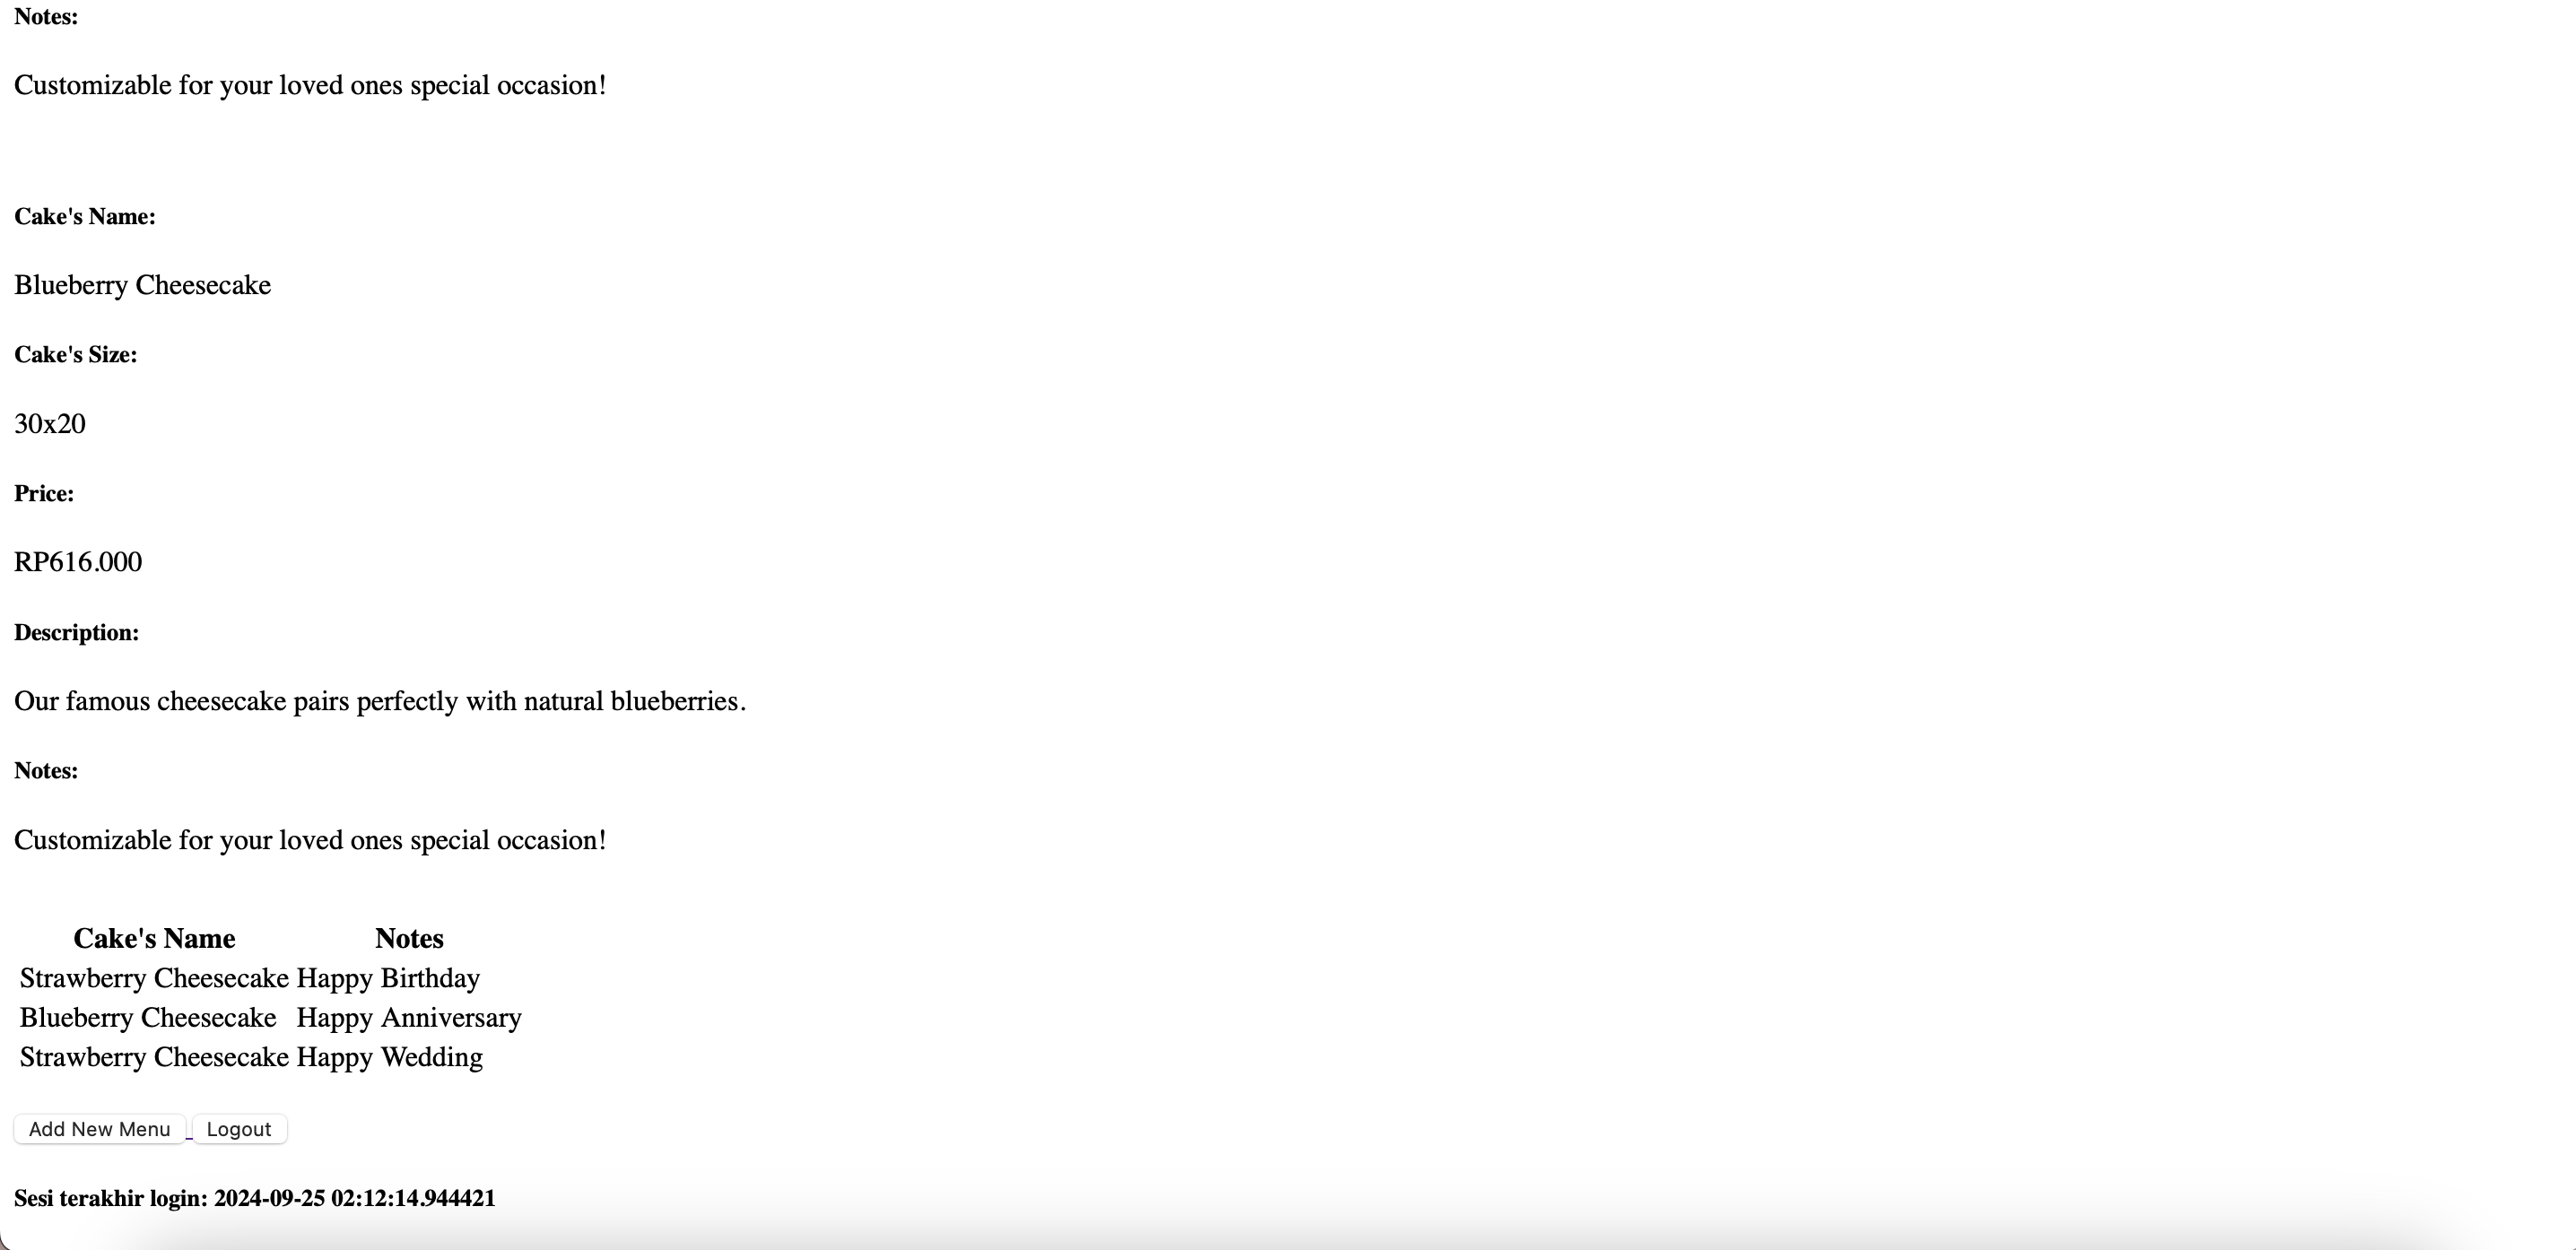 Notes:
Customizable for your loved ones special occasion!
Cake's Name:
Blueberry Cheesecake
Cake's Size:
30x20
Price:
RP616.000
Description:
Our famous cheesecake pairs perfectly with natural blueberries.
Notes:
Customizable for your loved ones special occasion!
Cake's Name Notes
Strawberry Cheesecake Happy Birthday
Blueberry Cheesecake Happy Anniversary
Strawberry Cheesecake Happy Wedding
Add New Menu Logout
Sesi terakhir login: 2024-09-25 02:12:14.944421